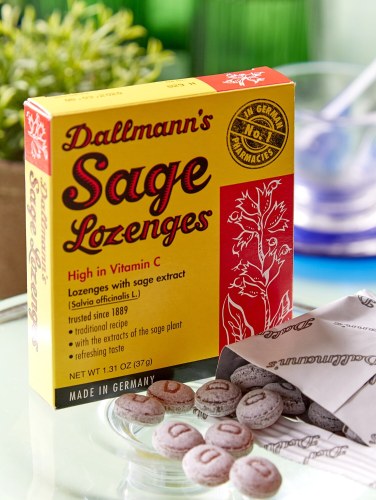 Dallmann's
Sage
Lozenges
IN GERMAN
No. 1
PHARMACIES
High in Vitamin C
Lozenges with sage extract
(Salvia officinalis L.)
trusted since 1889
• traditional recipe
• with the extracts of the sage plant
• refreshing taste
NET WT 1.31 OZ (37g)
MADE IN GERMANY
Sage Lozenges
Dallmann's
D
D
D
D
D